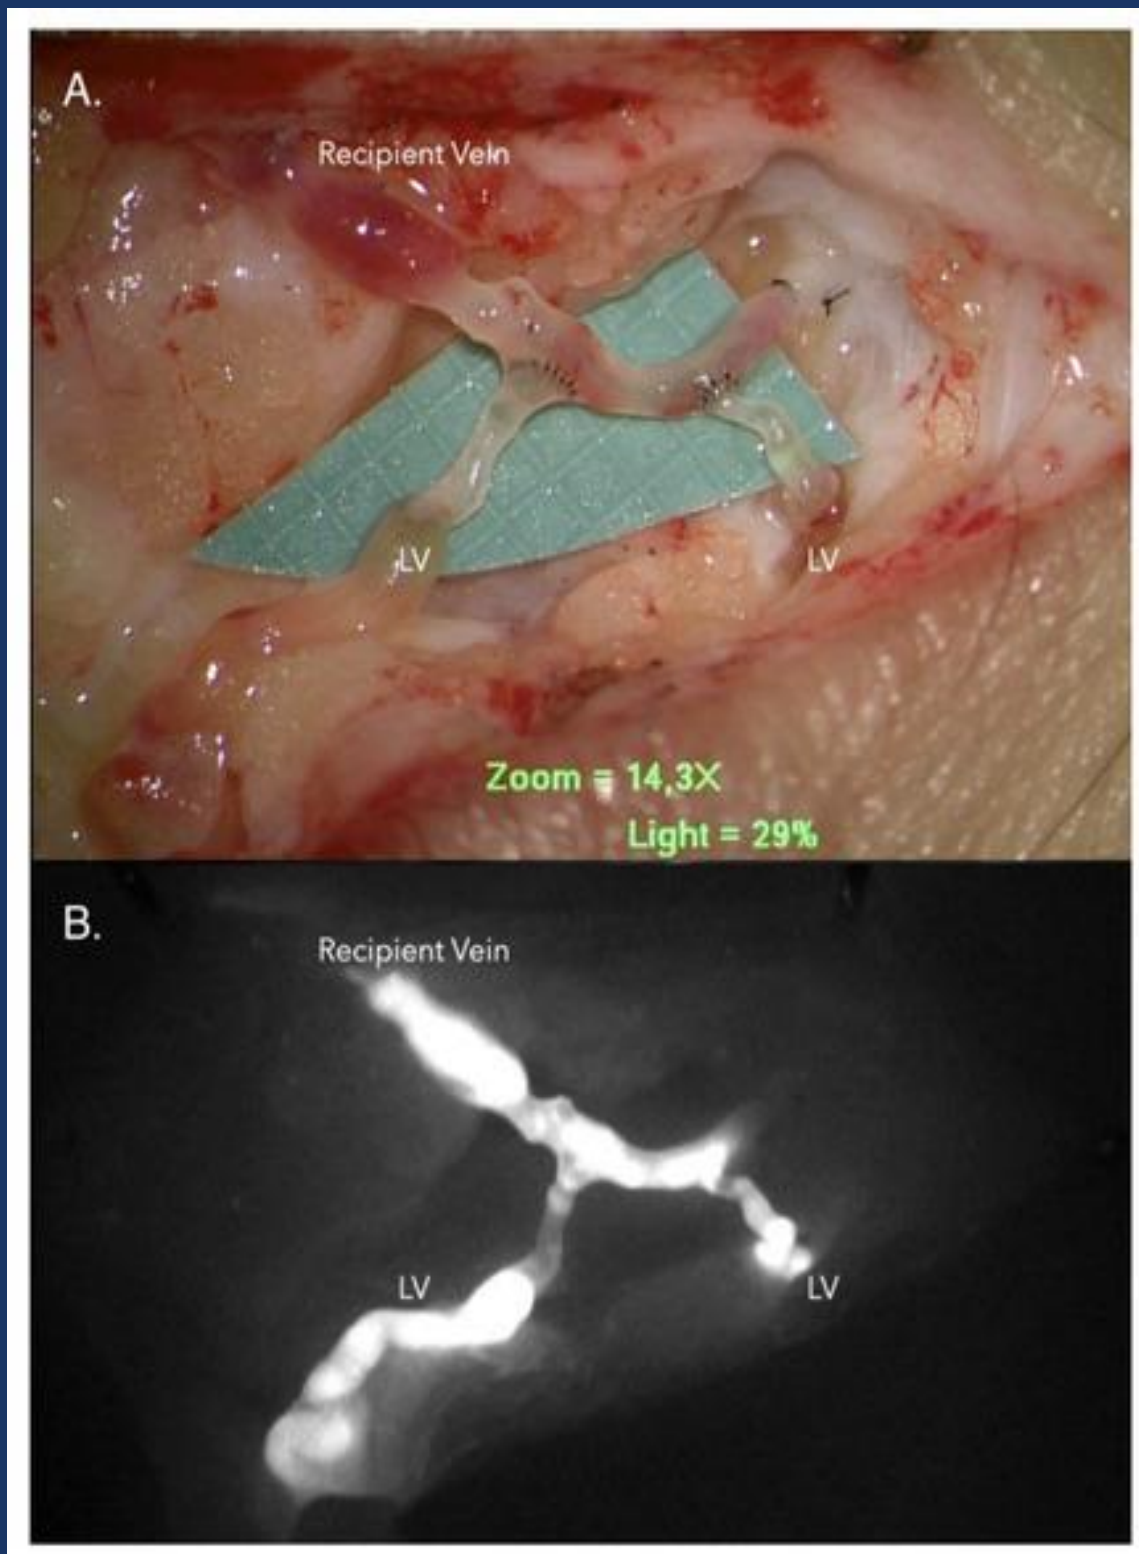 A.
Recipient Vein
LV
LV
Zoom = 14,3X
Light = 29%
B.
Recipient Vein
LV
LV